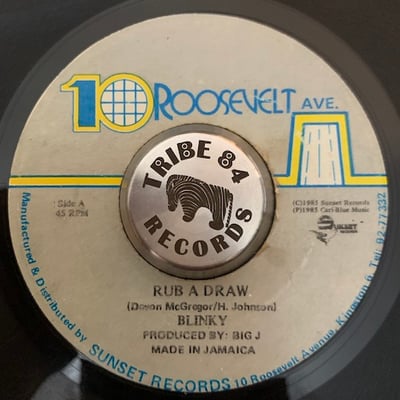 10 ROOSEVELT AVE.
TRIBE 84
RECORDS
Side A
45 RPM
(C)1985 Sunset Records
(P)1985 Carl-Blue Music
SUNSET
RUB A DRAW
(Devon McGregor/H. Johnson)
BLINKY
PRODUCED BY: BIG J
MADE IN JAMAICA
Manufactured & Distributed by SUNSET RECORDS 10 Roosevelt Avenue, Kingston 6, Tel: 92-77332